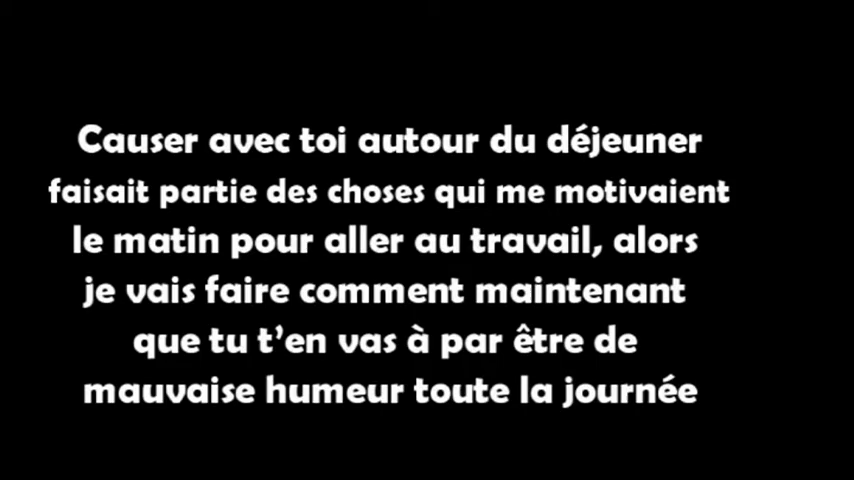 Causer avec toi autour du déjeuner
faisait partie des choses qui me motivaient
le matin pour aller au travail, alors
je vais faire comment maintenant
que tu t’en vas à par être de
mauvaise humeur toute la journée